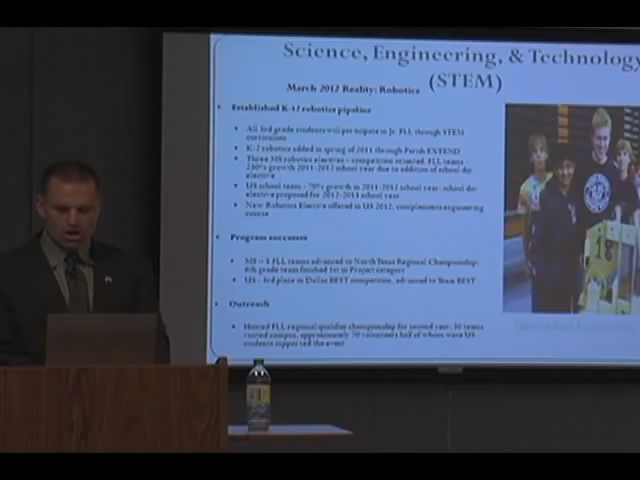 Science, Engineering, & Technology
(STEM)
March 2012 Reality: Robotics
Established K-12 robotics pipeline
All 3rd grade students will participate in Jr. FLL through STEM
curriculum
K-2 robotics added in spring of 2011 through Parish EXTEND
Three MS robotics electives – competition oriented. FLL teams -
230% growth 2011-2012 school year due to addition of school day
elective
US school team - 70% growth in 2011-2012 school year; school day
elective proposed for 2012-2013 school year
New Robotics Elective offered in US 2012, complements engineering
course
Program successes
MS – FLL teams advanced to North Texas Regional Championship;
6th grade team finished 1st in Project category
US - 3rd place in Dallas BEST competition, advanced to Texas BEST
Outreach
Hosted FLL regional qualifier championship for second year; 30 teams
visited campus, approximately 70 volunteers half of whom were US
students supported the event
18